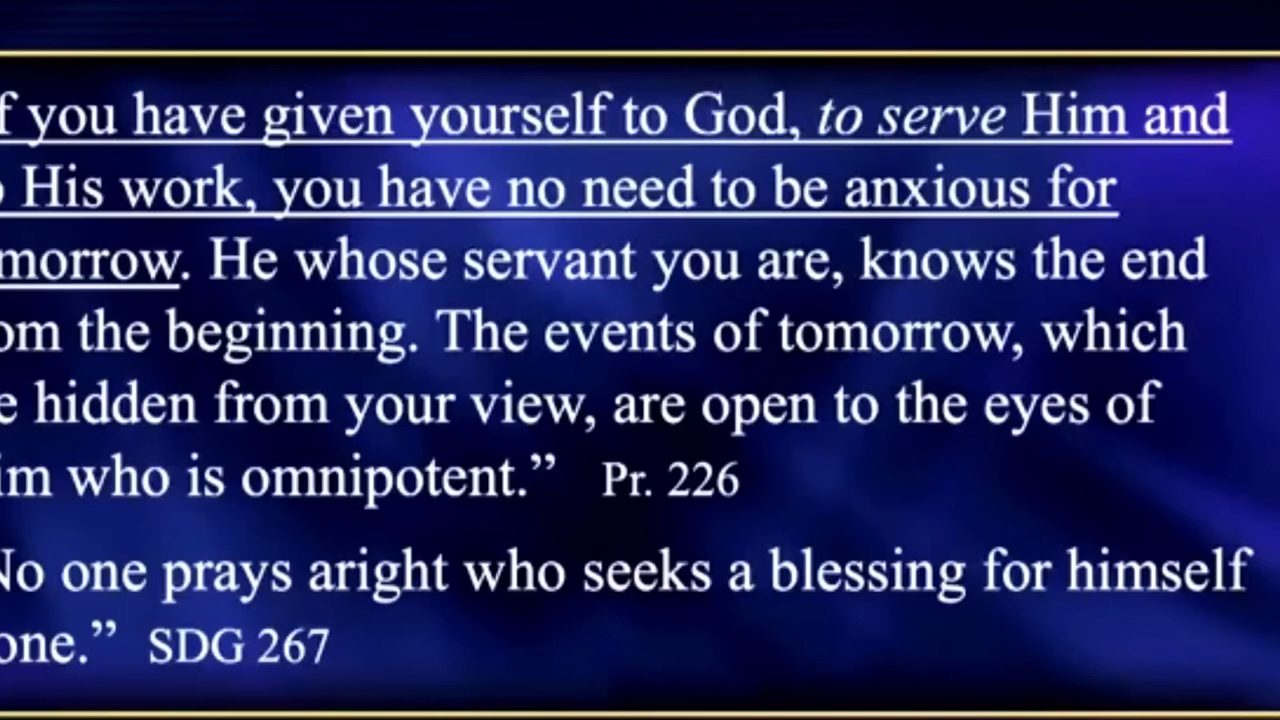 f you have given yourself to God, to serve Him and
His work, you have no need to be anxious for
morrow. He whose servant you are, knows the end
om the beginning. The events of tomorrow, which
e hidden from your view, are open to the eyes of
im who is omnipotent.” Pr. 226
No one prays aright who seeks a blessing for himself
one.” SDG 267